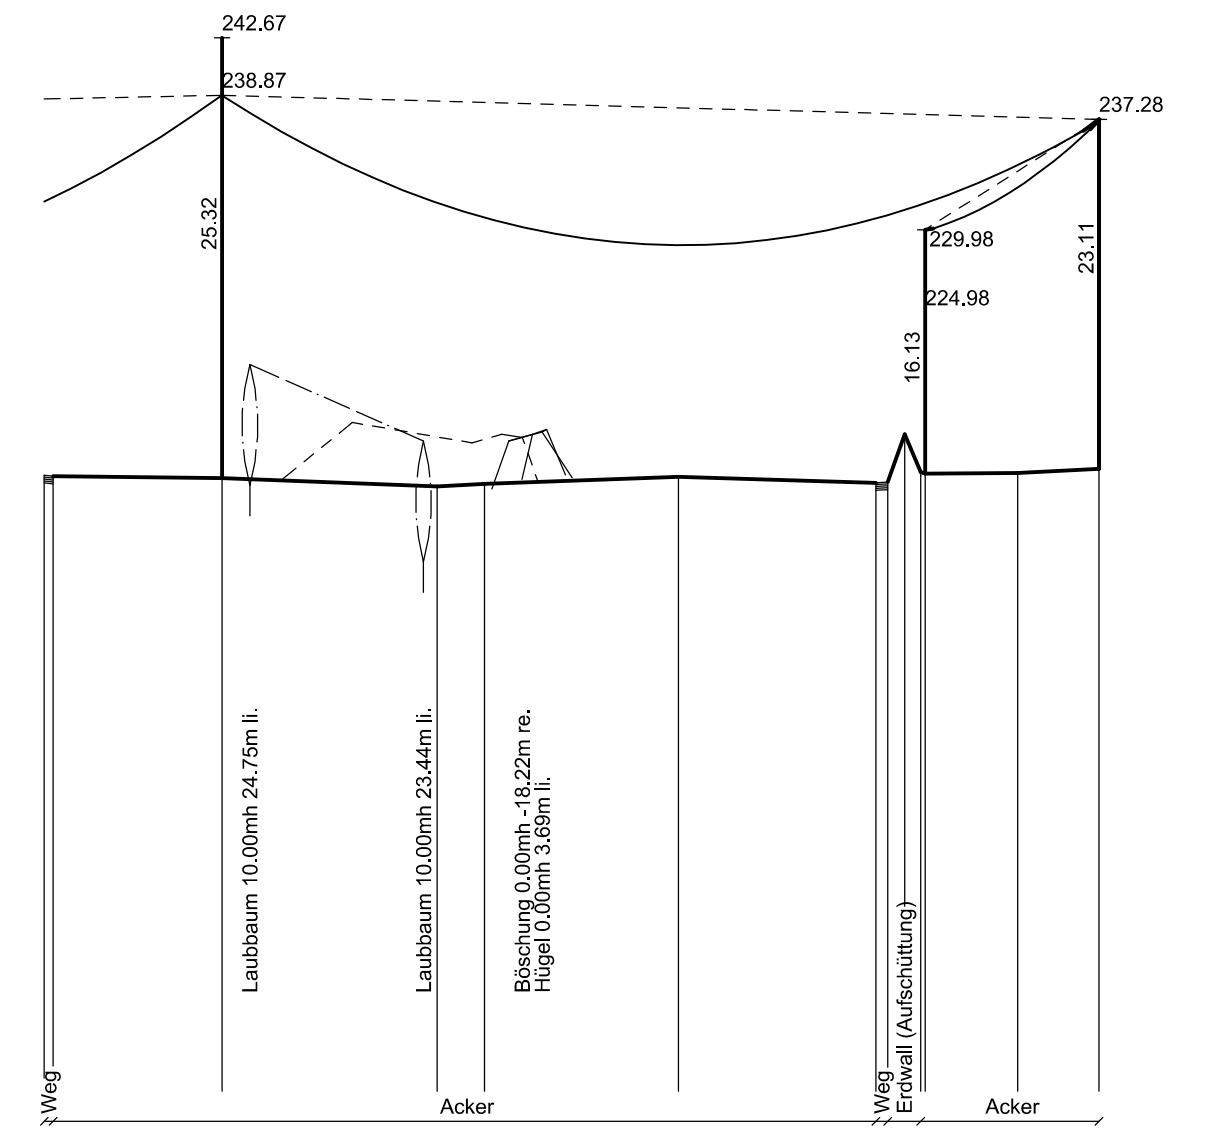 242.67
238.87
237.28
25.32
229.98
23.11
224.98
16.13
Laubbaum 10.00mh 24.75m li.
Laubbaum 10.00mh 23.44m li.
Böschung 0.00mh -18.22m re.
Hügel 0.00mh 3.69m li.
Erdwall (Aufschüttung)
Weg
Acker
Weg
Acker